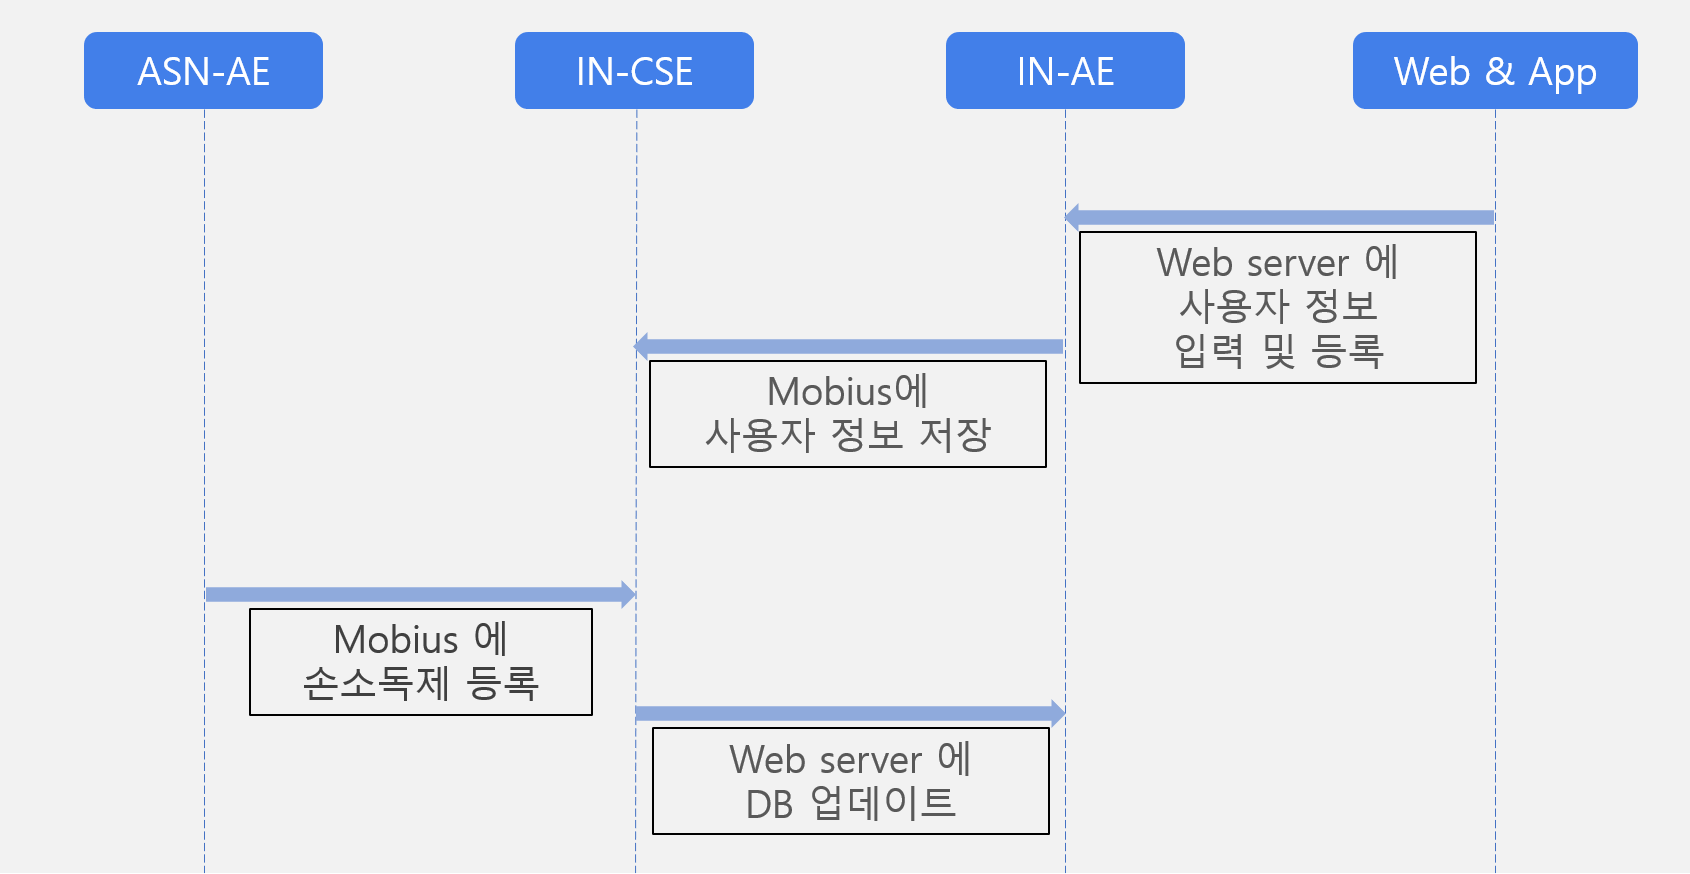 ASN-AE
IN-CSE
IN-AE
Web & App
Web server 에
사용자 정보
입력 및 등록
Mobius에
사용자 정보 저장
Mobius 에
손소독제 등록
Web server 에
DB 업데이트